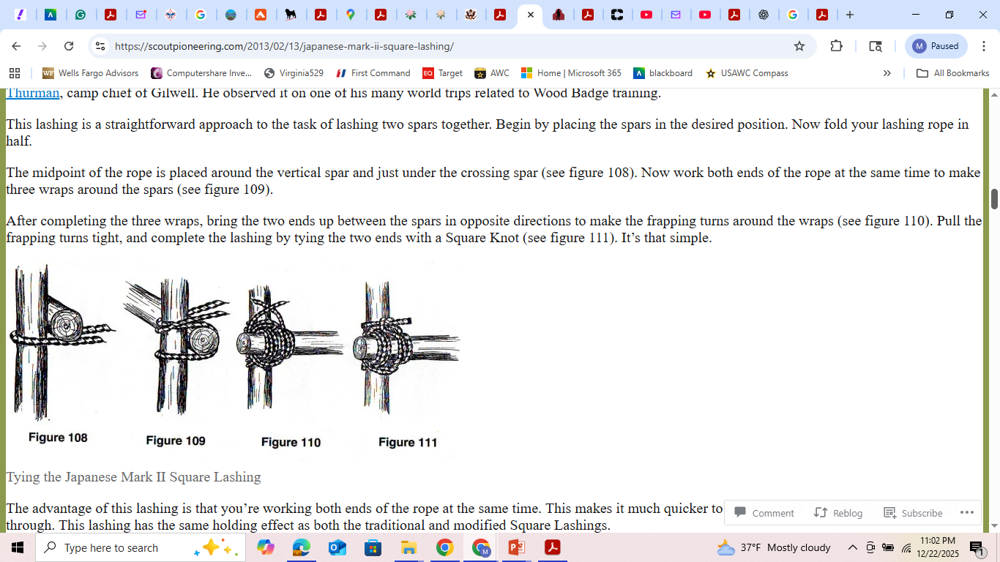 Paused
https://scoutpioneering.com/2013/02/13/japanese-mark-ii-square-lashing/
Wells Fargo Advisors
Computershare Inve...
Virginia529
First Command
Target
AWC
Home | Microsoft 365
blackboard
USAWC Compass
All Bookmarks
Thurman, camp chief of Gilwell. He observed it on one of his many world trips related to Wood Badge training.
This lashing is a straightforward approach to the task of lashing two spars together. Begin by placing the spars in the desired position. Now fold your lashing rope in
half.
The midpoint of the rope is placed around the vertical spar and just under the crossing spar (see figure 108). Now work both ends of the rope at the same time to make
three wraps around the spars (see figure 109).
After completing the three wraps, bring the two ends up between the spars in opposite directions to make the frapping turns around the wraps (see figure 110). Pull the
frapping turns tight, and complete the lashing by tying the two ends with a Square Knot (see figure 111). It’s that simple.
Figure 108
Figure 109
Figure 110
Figure 111
Tying the Japanese Mark II Square Lashing
The advantage of this lashing is that you’re working both ends of the rope at the same time. This makes it much quicker to
through. This lashing has the same holding effect as both the traditional and modified Square Lashings.
Comment
Reblog
Subscribe
Type here to search
37°F Mostly cloudy
11:02 PM
12/22/2025